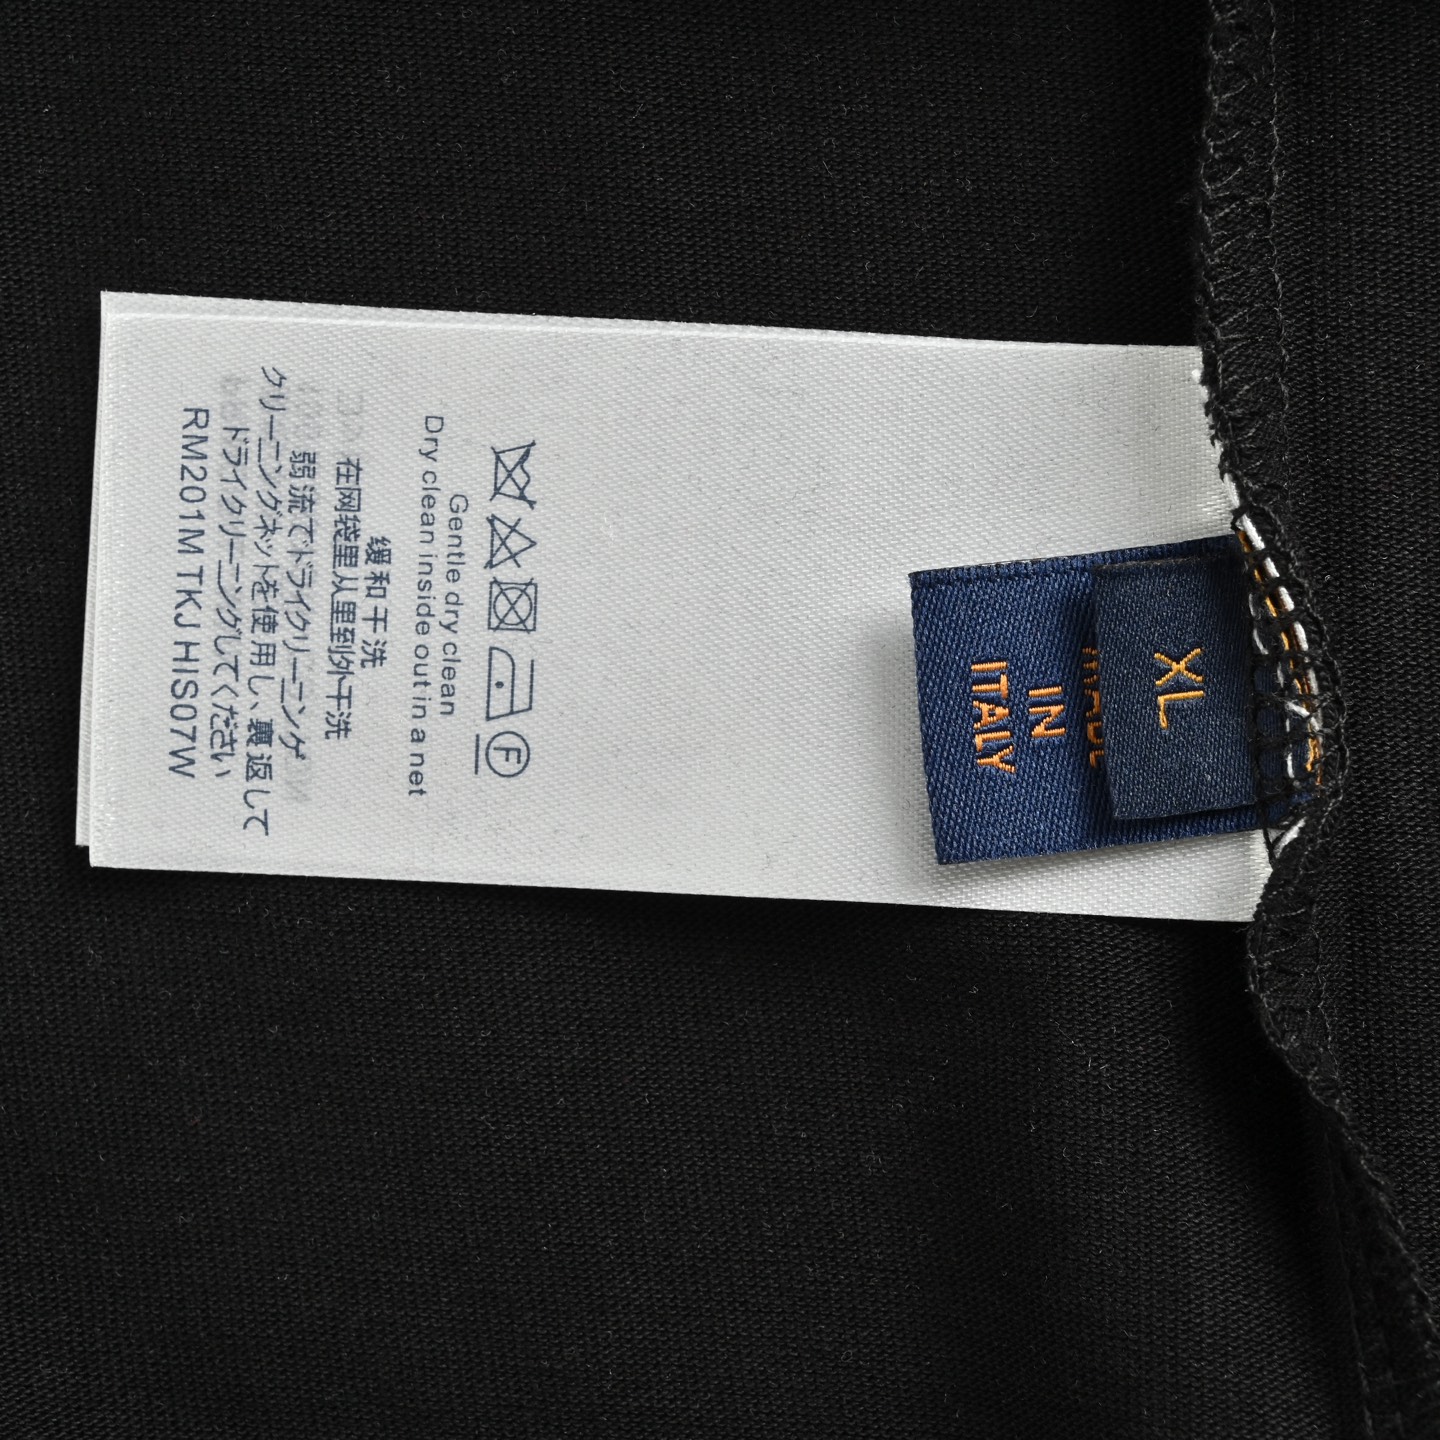 Gentle dry clean
Dry clean inside out in a net
缓和干洗
在网袋里从里到外干洗
弱流でドライクリーニング
クリーニングネットを使用し、裏返して
ドライクリーニングしてください
RM201M TKJ HIS07W
XL
MADE
IN
ITALY
F